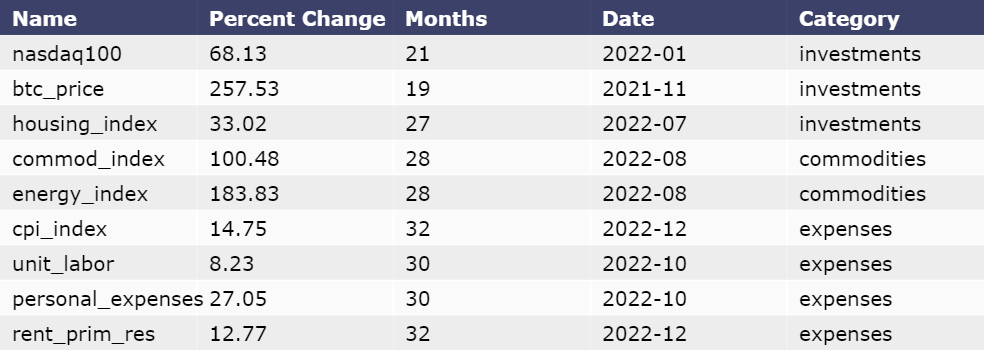 Name Percent Change Months Date Category
nasdaq100 68.13 21 2022-01 investments
btc_price 257.53 19 2021-11 investments
housing_index 33.02 27 2022-07 investments
commod_index 100.48 28 2022-08 commodities
energy_index 183.83 28 2022-08 commodities
cpi_index 14.75 32 2022-12 expenses
unit_labor 8.23 30 2022-10 expenses
personal_expenses 27.05 30 2022-10 expenses
rent_prim_res 12.77 32 2022-12 expenses